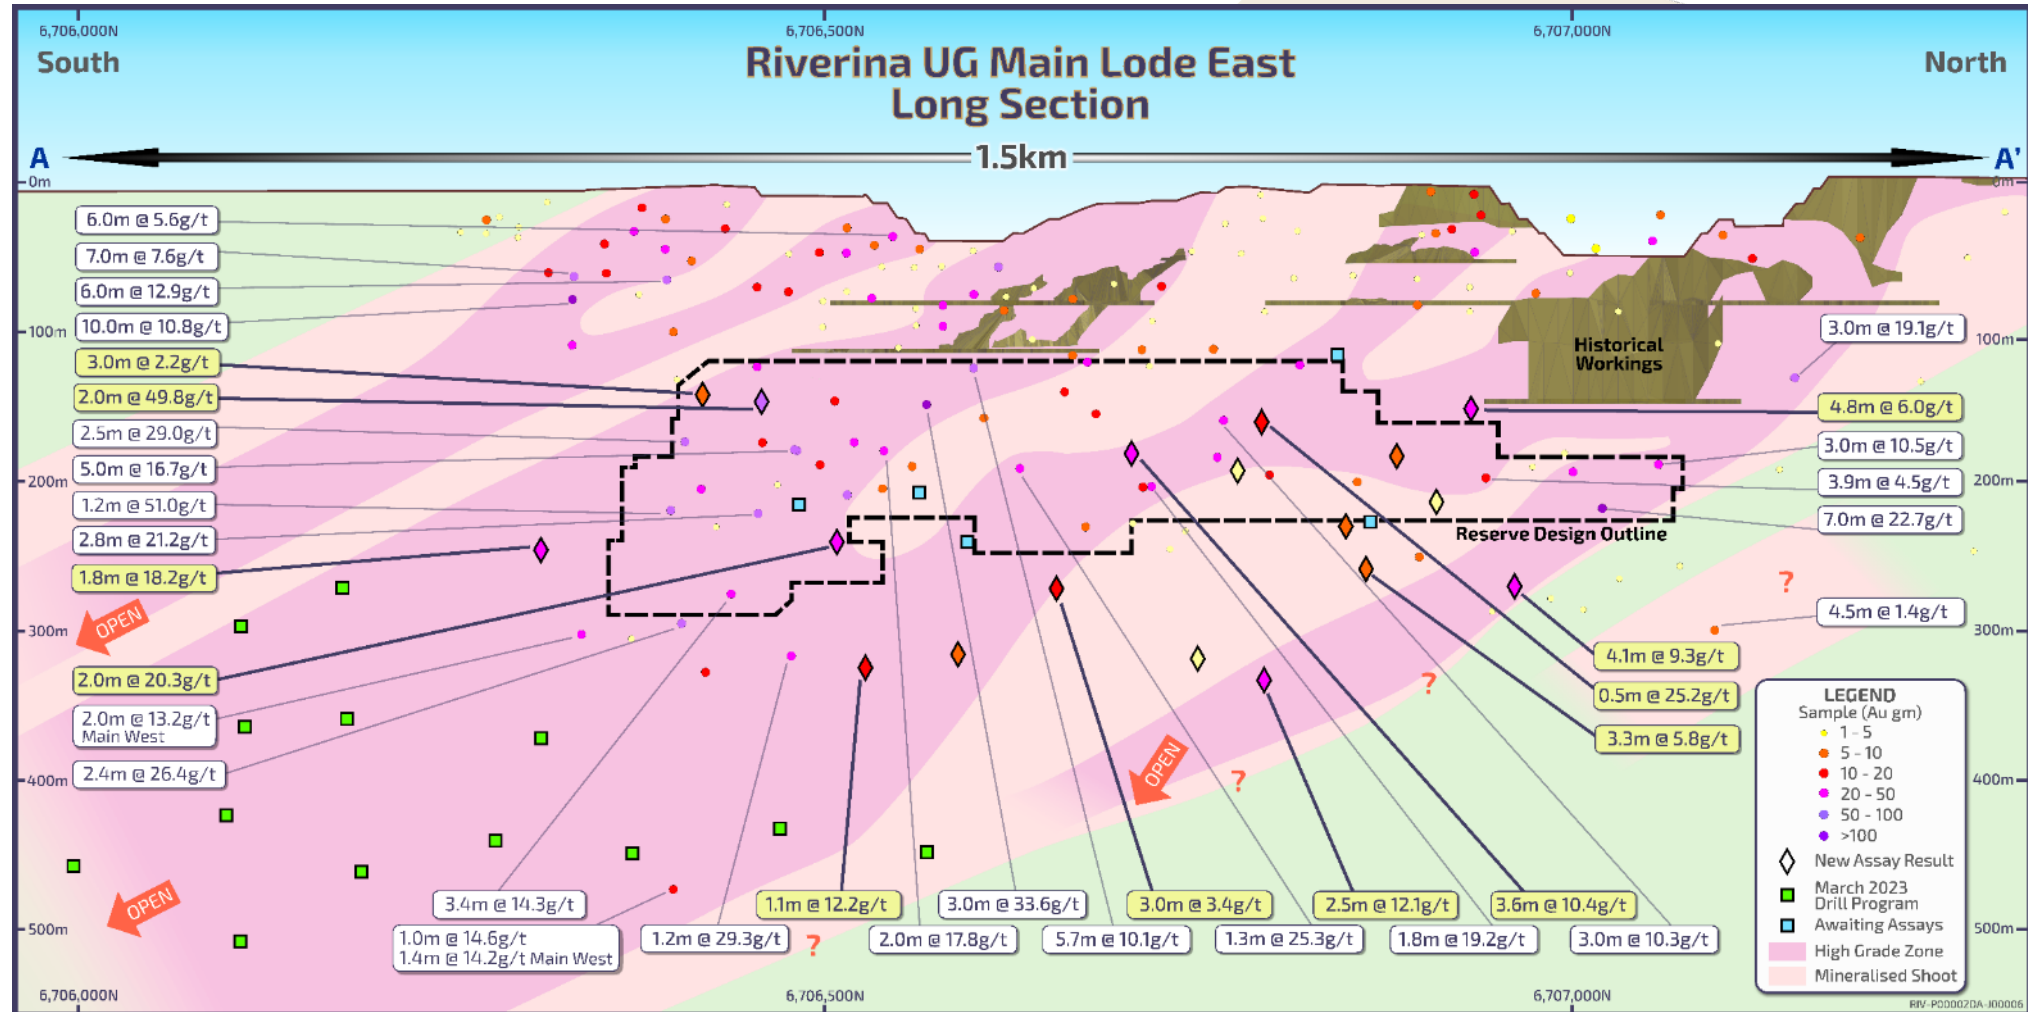 6,706,000N
6,706,500N
6,707,000N
South
Riverina UG Main Lode East
Long Section
North
A
1.5km
A'
0m
0m
6.0m @ 5.6g/t
7.0m @ 7.6g/t
6.0m @ 12.9g/t
10.0m @ 10.8g/t
100m
3.0m @ 2.2g/t
2.0m @ 49.8g/t
2.5m @ 29.0g/t
5.0m @ 16.7g/t
200m
1.2m @ 51.0g/t
2.8m @ 21.2g/t
1.8m @ 18.2g/t
OPEN
300m
2.0m @ 20.3g/t
2.0m @ 13.2g/t
Main West
2.4m @ 26.4g/t
400m
OPEN
500m
Historical
Workings
Reserve Design Outline
3.0m @ 19.1g/t
100m
4.8m @ 6.0g/t
3.0m @ 10.5g/t
3.9m @ 4.5g/t
200m
7.0m @ 22.7g/t
?
4.5m @ 1.4g/t
300m
4.1m @ 9.3g/t
0.5m @ 25.2g/t
3.3m @ 5.8g/t
?
?
OPEN
?
400m
500m
3.4m @ 14.3g/t
1.0m @ 14.6g/t
1.4m @ 14.2g/t Main West
1.2m @ 29.3g/t
1.1m @ 12.2g/t
2.0m @ 17.8g/t
3.0m @ 33.6g/t
5.7m @ 10.1g/t
3.0m @ 3.4g/t
1.3m @ 25.3g/t
2.5m @ 12.1g/t
1.8m @ 19.2g/t
3.6m @ 10.4g/t
3.0m @ 10.3g/t
LEGEND
Sample (Au gm)
1 - 5
5 - 10
10 - 20
20 - 50
50 - 100
>100
New Assay Result
March 2023
Drill Program
Awaiting Assays
High Grade Zone
Mineralised Shoot
6,706,000N
6,706,500N
6,707,000N
RIV-P00002DA-J00006